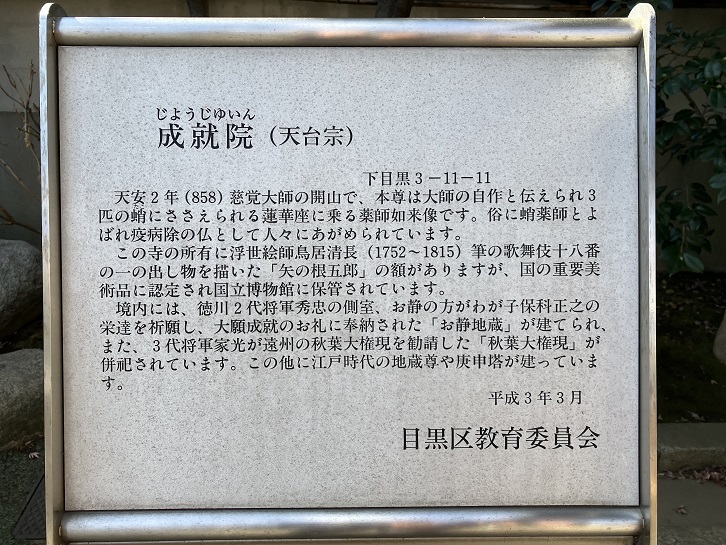 じょうじゆいん
成就院（天台宗）
下目黒３－11－11
天安２年（858）慈覚大師の開山で、本尊は大師の自作と伝えられ３
匹の蛸にささえられる蓮華座に乗る薬師如来像です。俗に蛸薬師とよ
ばれ疫病除の仏として人々にあがめられています。
この寺の所有に浮世絵師鳥居清長（1752～1815）筆の歌舞伎十八番
の一の出し物を描いた「矢の根五郎」の額がありますが、国の重要美
術品に認定され国立博物館に保管されています。
境内には、徳川２代将軍秀忠の側室、お静の方がわが子保科正之の
栄達を祈願し、大願成就のお礼に奉納された「お静地蔵」が建てられ、
また、３代将軍家光が遠州の秋葉大権現を勧請した「秋葉大権現」が
併祀されています。この他に江戸時代の地蔵尊や庚申塔が建っていま
す。
平成３年３月
目黒区教育委員会